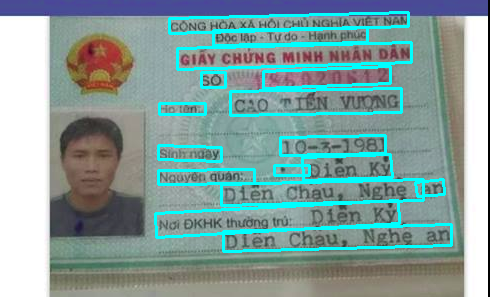 CỘNG HÒA XÃ HỘI CHỦ NGHĨA VIỆT NAM
Độc lập - Tự do - Hạnh phúc
GIẤY CHỨNG MINH NHÂN DÂN
SỐ
Họ tên: CAO TIẾN VƯỢNG
Sinh ngày 10-3-1981
Nguyên quán: Diễn Kỷ
Diễn Châu, Nghệ an
Nơi ĐKHK thường trú: Diễn Kỷ
Diễn Châu, Nghệ an